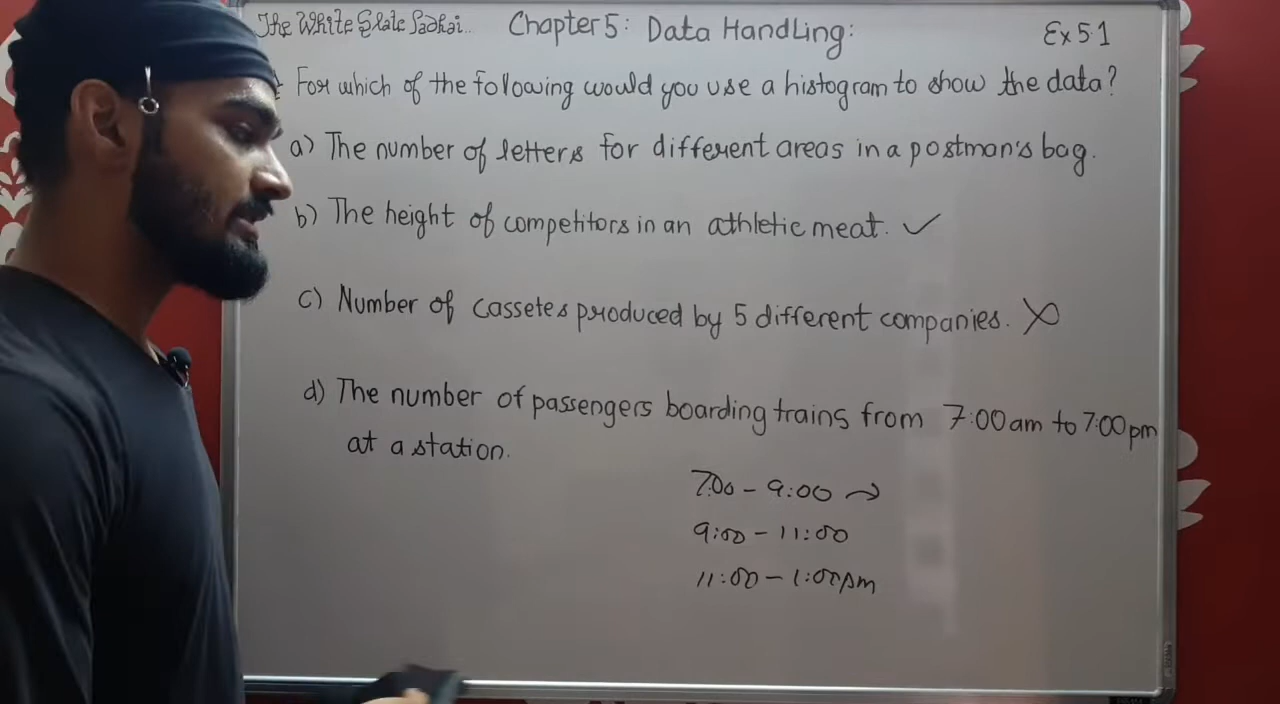 The White Slate Padhai..
Chapter 5: Data Handling:
Ex 5.1
For which of the following would you use a histogram to show the data?
a) The number of letters for different areas in a postman's bag.
b) The height of competitors in an athletic meat. ✓
c) Number of cassetes produced by 5 different companies. X
d) The number of passengers boarding trains from 7:00 am to 7:00 pm
at a station.
7:00 - 9:00 →
9:00 - 11:00
11:00 - 1:00 pm